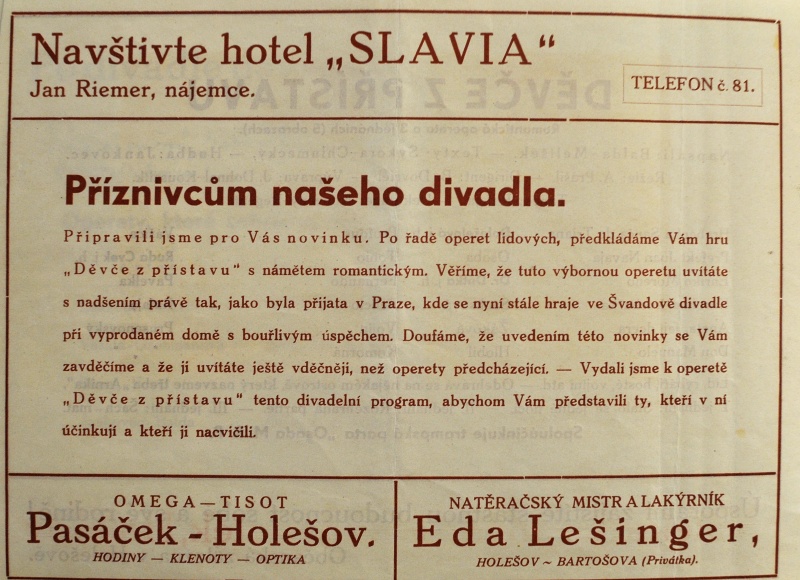 Navštivte hotel „SLAVIA“
Jan Riemer, nájemce.
TELEFON č. 81.
Příznivcům našeho divadla.
Připravili jsme pro Vás novinku. Po řadě operet lidových, předkládáme Vám hru
„Děvče z přístavu“ s námětem romantickým. Věříme, že tuto výbornou operetu uvítáte
s nadšením právě tak, jako byla přijata v Praze, kde se nyní stále hraje ve Švandově divadle
při vyprodaném domě s bouřlivým úspěchem. Doufáme, že uvedením této novinky se Vám
zavděčíme a že ji uvítáte ještě vděčněji, než operety předcházející. — Vydali jsme k operetě
„Děvče z přístavu“ tento divadelní program, abychom Vám představili ty, kteří v ní
účinkují a kteří ji nacvičili.
OMEGA — TISOT
Pasáček - Holešov.
HODINY — KLENOTY — OPTIKA
NATĚRAČSKÝ MISTR A LAKÝRNÍK
Eda Lešinger,
HOLEŠOV ~ BARTOŠOVA (Privátka).
DĚVČE Z PŘÍSTAVU